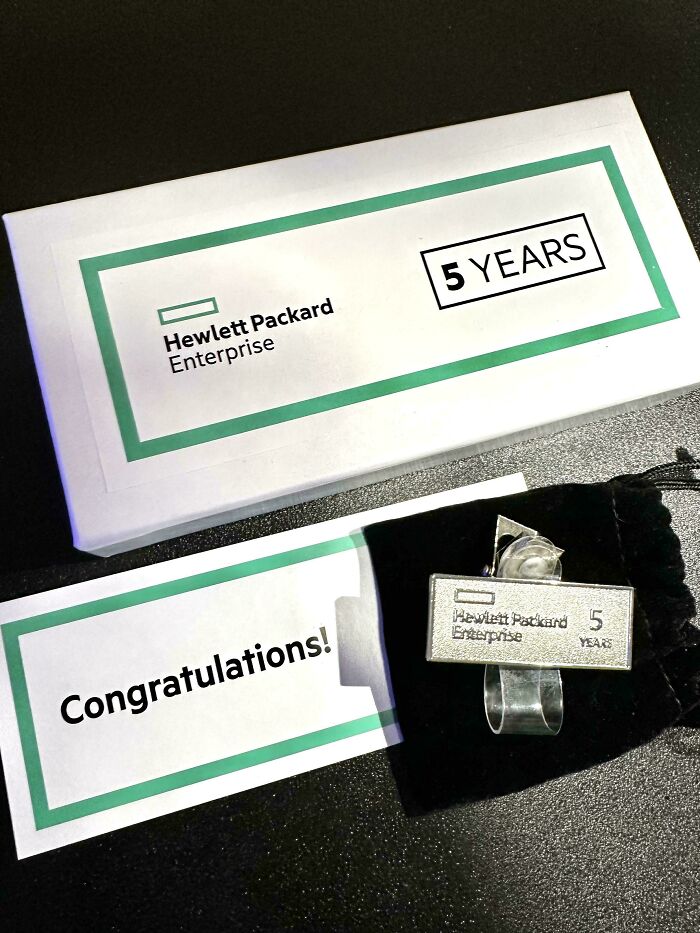 Hewlett Packard
Enterprise
5 YEARS
Congratulations!
Hewlett Packard
Enterprise
5
YEARS